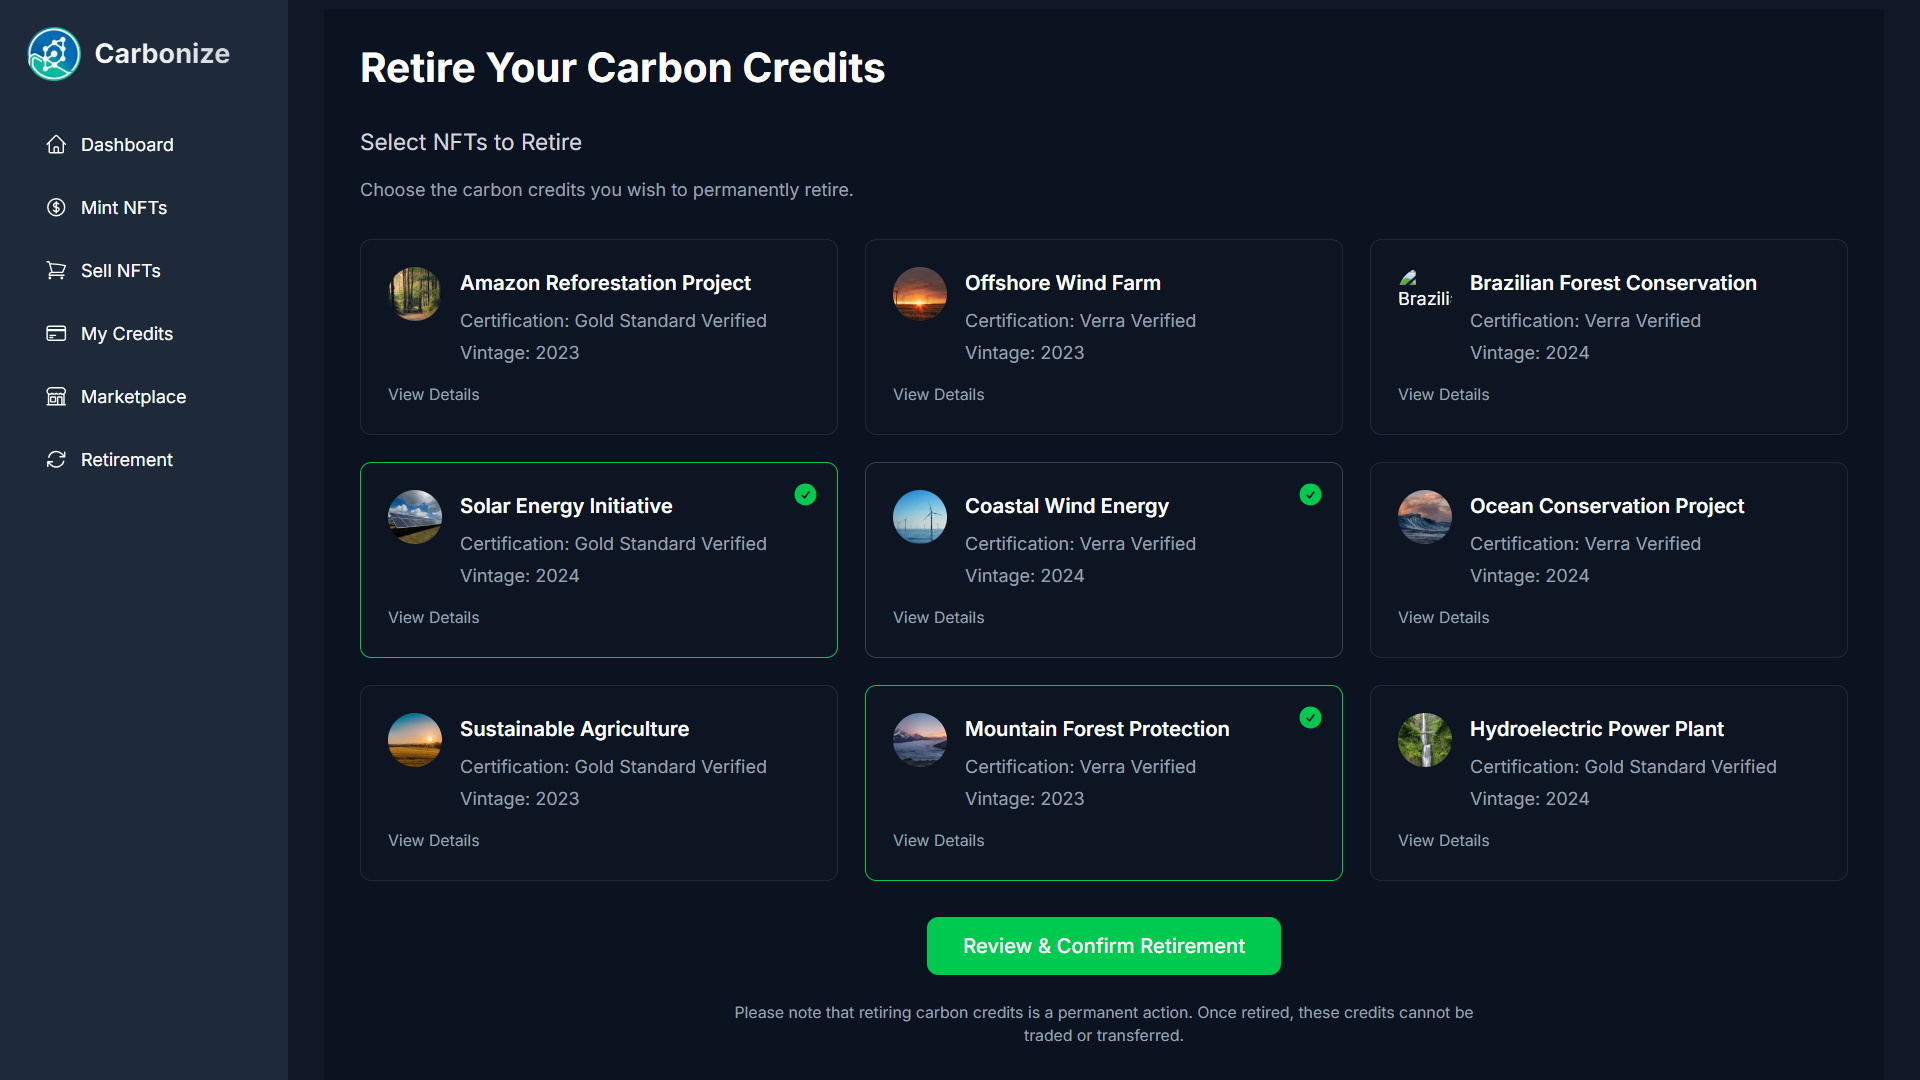 Carbonize
Dashboard
Mint NFTs
Sell NFTs
My Credits
Marketplace
Retirement
Retire Your Carbon Credits
Select NFTs to Retire
Choose the carbon credits you wish to permanently retire.
Amazon Reforestation Project
Certification: Gold Standard Verified
Vintage: 2023
View Details
Offshore Wind Farm
Certification: Verra Verified
Vintage: 2023
View Details
Brazili
Brazilian Forest Conservation
Certification: Verra Verified
Vintage: 2024
View Details
Solar Energy Initiative
Certification: Gold Standard Verified
Vintage: 2024
View Details
Coastal Wind Energy
Certification: Verra Verified
Vintage: 2024
View Details
Ocean Conservation Project
Certification: Verra Verified
Vintage: 2024
View Details
Sustainable Agriculture
Certification: Gold Standard Verified
Vintage: 2023
View Details
Mountain Forest Protection
Certification: Verra Verified
Vintage: 2023
View Details
Hydroelectric Power Plant
Certification: Gold Standard Verified
Vintage: 2024
View Details
Review & Confirm Retirement
Please note that retiring carbon credits is a permanent action. Once retired, these credits cannot be
traded or transferred.